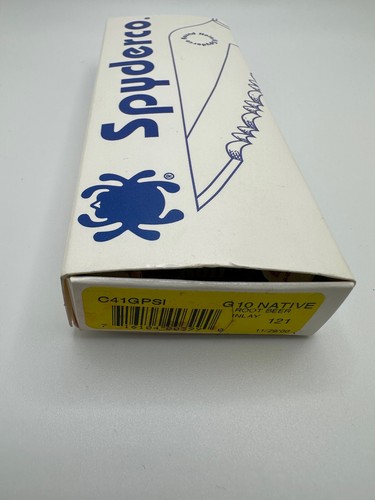 Spyderco.
®
C41GPSI
G10 NATIVE
ROOT BEER
INLAY 121